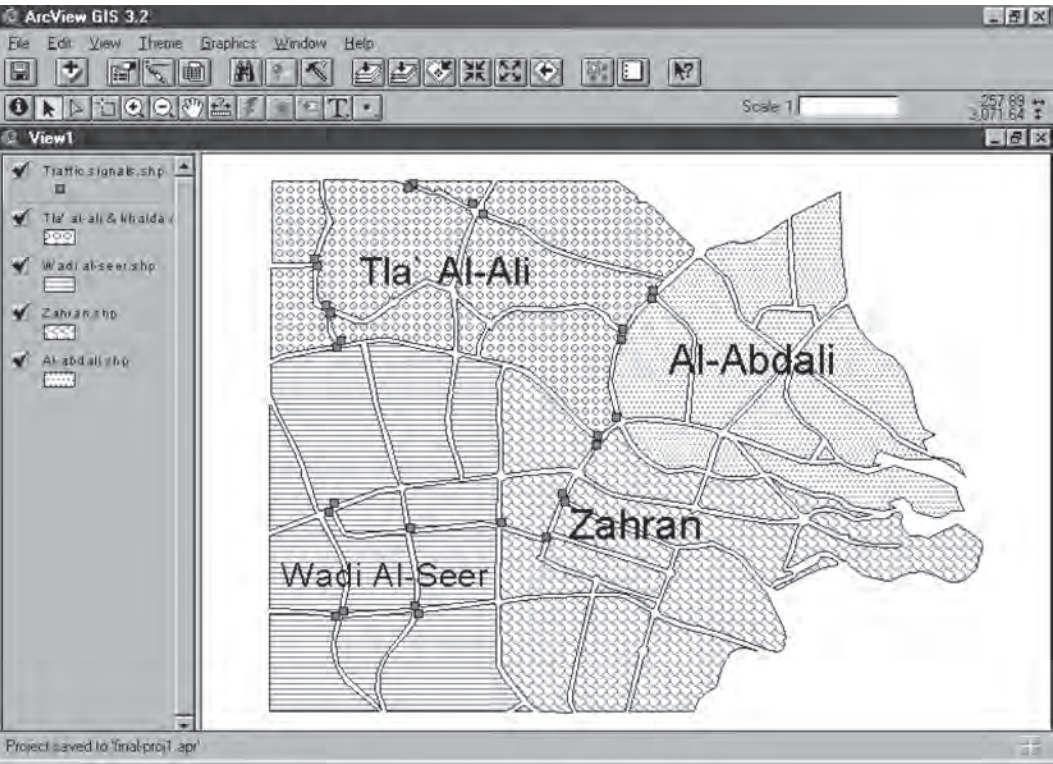 ArcView GIS 3.2
File Edit View Theme Graphics Window Help
Scale 1:
-257.89
3,071.64
View1
Traffic signals.shp
Tla' al-ali & khalda
Wadi al-seer.shp
Zahran.shp
Al-abdali.shp
Tla` Al-Ali
Al-Abdali
Zahran
Wadi Al-Seer
Project saved to 'final-proj1.apr'